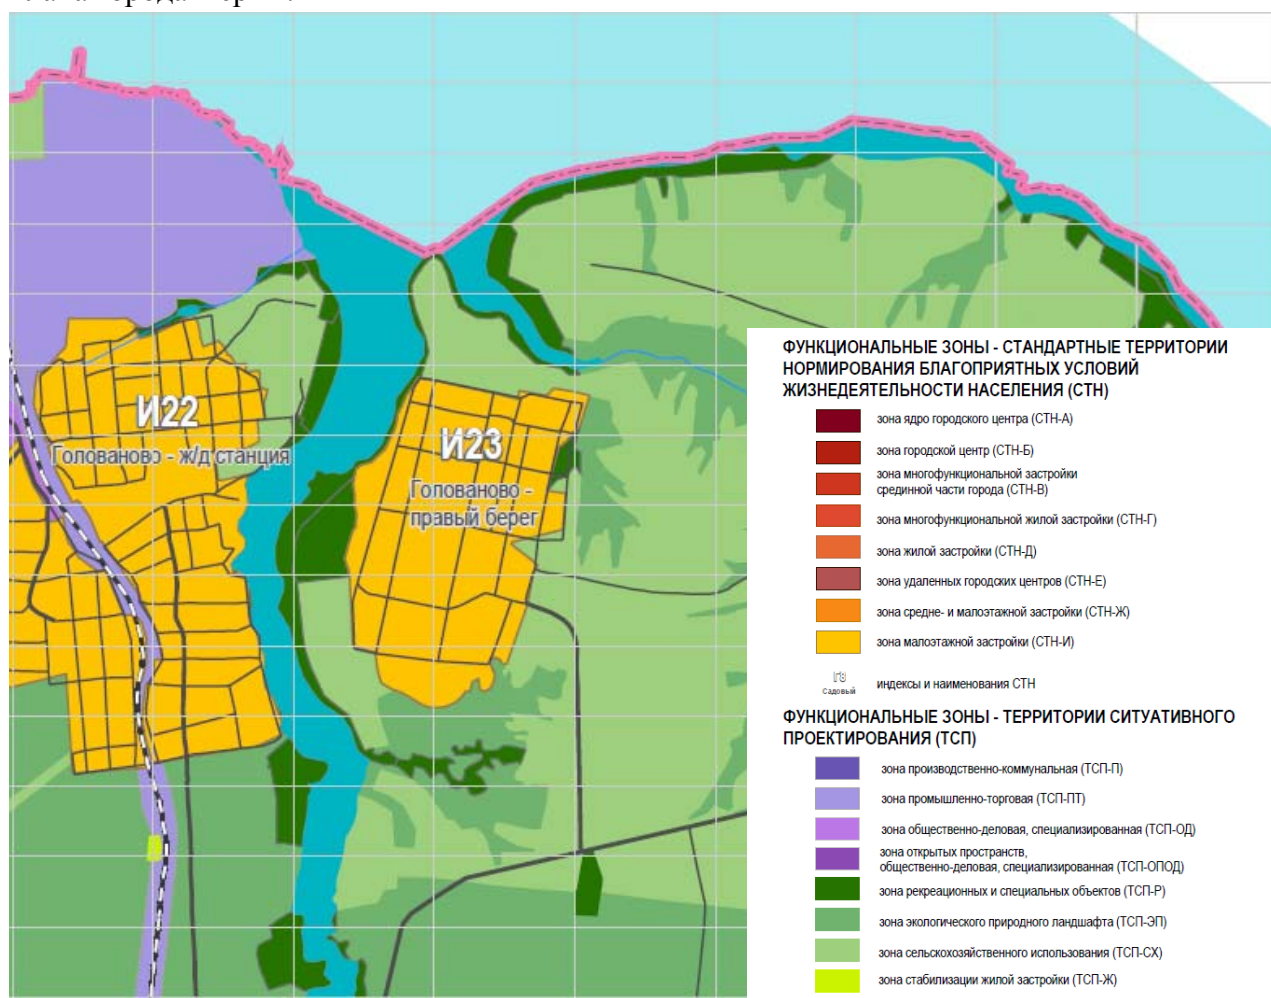 И22
Голованово - ж/д станция
И23
Голованово -
правый берег
ФУНКЦИОНАЛЬНЫЕ ЗОНЫ - СТАНДАРТНЫЕ ТЕРРИТОРИИ
НОРМИРОВАНИЯ БЛАГОПРИЯТНЫХ УСЛОВИЙ
ЖИЗНЕДЕЯТЕЛЬНОСТИ НАСЕЛЕНИЯ (СТН)
зона ядро городского центра (СТН-А)
зона городской центр (СТН-Б)
зона многофункциональной застройки
срединной части города (СТН-В)
зона многофункциональной жилой застройки (СТН-Г)
зона жилой застройки (СТН-Д)
зона удаленных городских центров (СТН-Е)
зона средне- и малоэтажной застройки (СТН-Ж)
зона малоэтажной застройки (СТН-И)
Садовый
индексы и наименования СТН
ФУНКЦИОНАЛЬНЫЕ ЗОНЫ - ТЕРРИТОРИИ СИТУАТИВНОГО
ПРОЕКТИРОВАНИЯ (ТСП)
зона производственно-коммунальная (ТСП-П)
зона промышленно-торговая (ТСП-ПТ)
зона общественно-деловая, специализированная (ТСП-ОД)
зона открытых пространств,
общественно-деловая, специализированная (ТСП-ОПОД)
зона рекреационных и специальных объектов (ТСП-Р)
зона экологического природного ландшафта (ТСП-ЭП)
зона сельскохозяйственного использования (ТСП-СХ)
зона стабилизации жилой застройки (ТСП-Ж)